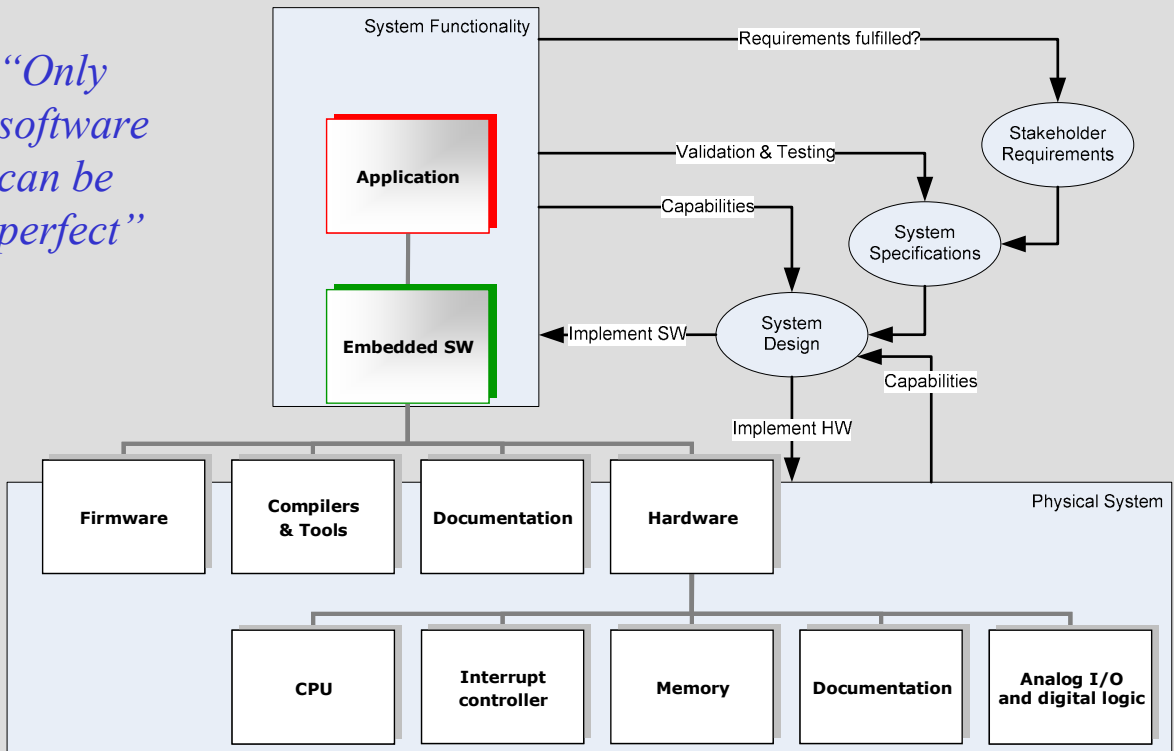 “Only
software
can be
perfect”
System Functionality
Application
Embedded SW
Requirements fulfilled?
Validation & Testing
Capabilities
Implement SW
Stakeholder
Requirements
System
Specifications
System
Design
Capabilities
Implement HW
Physical System
Firmware
Compilers
& Tools
Documentation
Hardware
CPU
Interrupt
controller
Memory
Documentation
Analog I/O
and digital logic